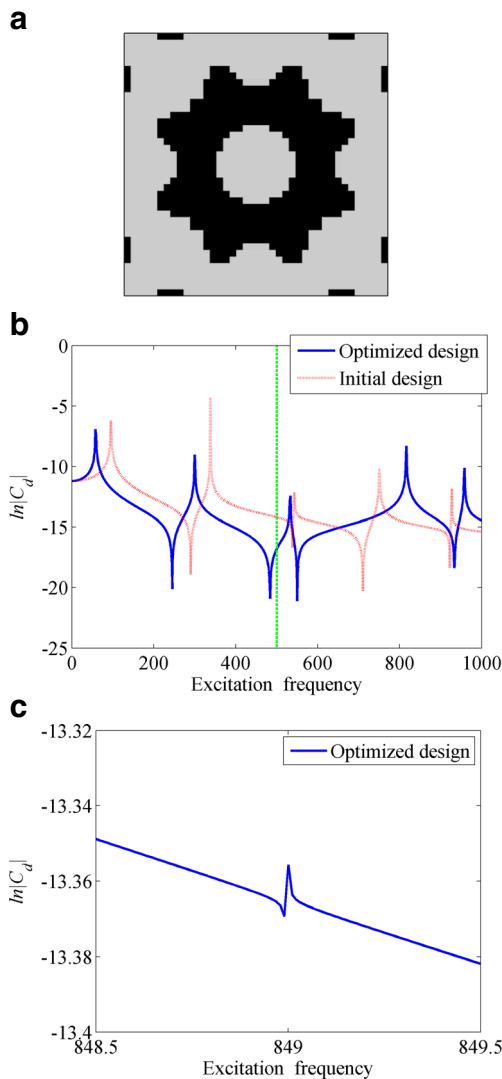 a
b
0
-5
-10
-15
-20
-25
ln|C_d|
Optimized design
Initial design
0 200 400 600 800 1000
Excitation frequency
c
-13.32
-13.34
-13.36
-13.38
-13.4
ln|C_d|
Optimized design
848.5 849 849.5
Excitation frequency